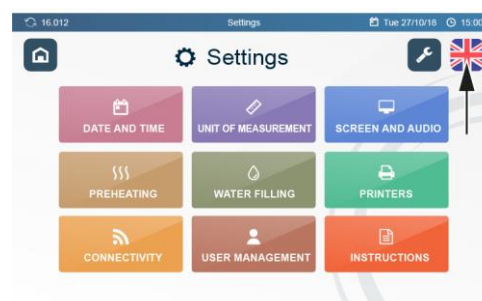 16.012 Settings Tue 27/10/18 15:00
Settings
DATE AND TIME UNIT OF MEASUREMENT SCREEN AND AUDIO
PREHEATING WATER FILLING PRINTERS
CONNECTIVITY USER MANAGEMENT INSTRUCTIONS